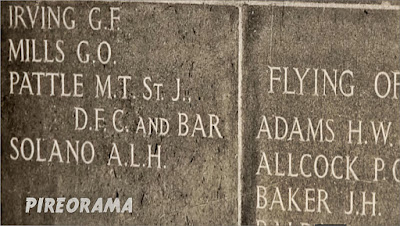 IRVING G.F.
MILLS G.O.
PATTLE M.T. ST. J.,
D.F.C. AND BAR
SOLANO A.L.H.
FLYING OF
ADAMS H.W.
ALLCOCK P.O
BAKER J.H.
PIREORAMA